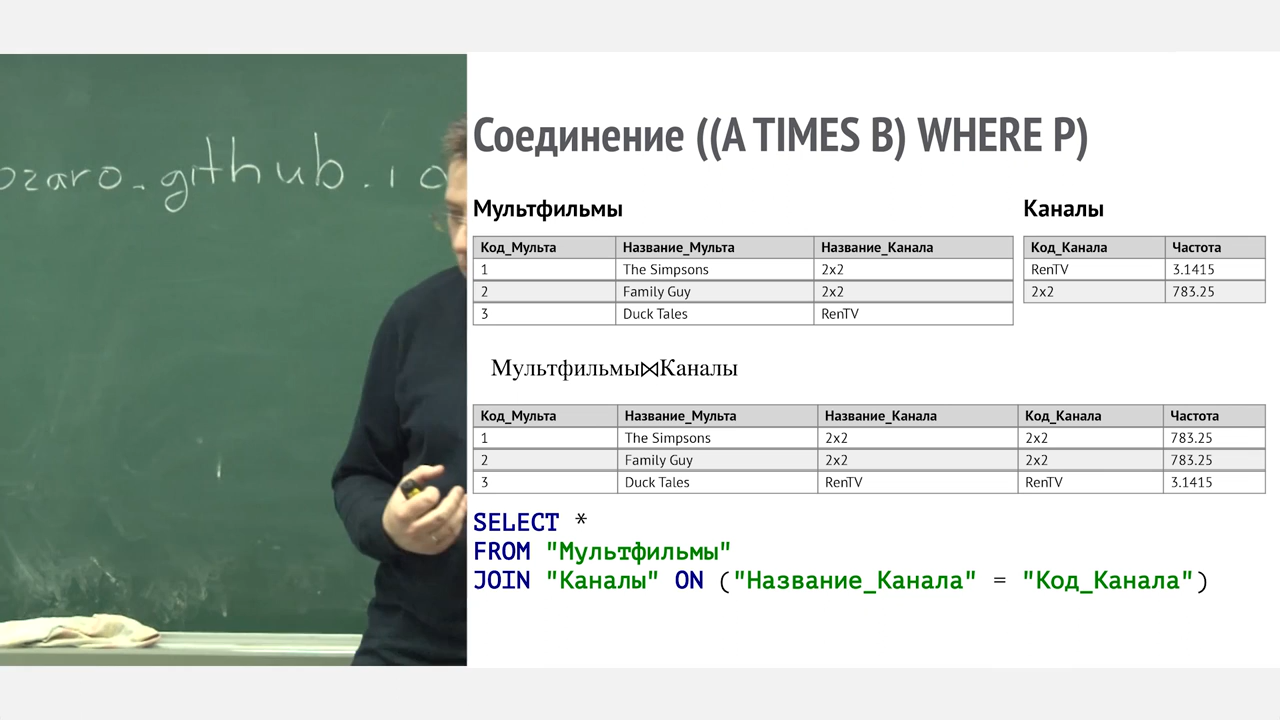 ozaro.github.io
Соединение ((A TIMES B) WHERE P)
Мультфильмы
Код_Мульта Название_Мульта Название_Канала
1 The Simpsons 2x2
2 Family Guy 2x2
3 Duck Tales RenTV
Каналы
Код_Канала Частота
RenTV 3.1415
2x2 783.25
Мультфильмы⋈Каналы
Код_Мульта Название_Мульта Название_Канала Код_Канала Частота
1 The Simpsons 2x2 2x2 783.25
2 Family Guy 2x2 2x2 783.25
3 Duck Tales RenTV RenTV 3.1415
SELECT *
FROM "Мультфильмы"
JOIN "Каналы" ON ("Название_Канала" = "Код_Канала")